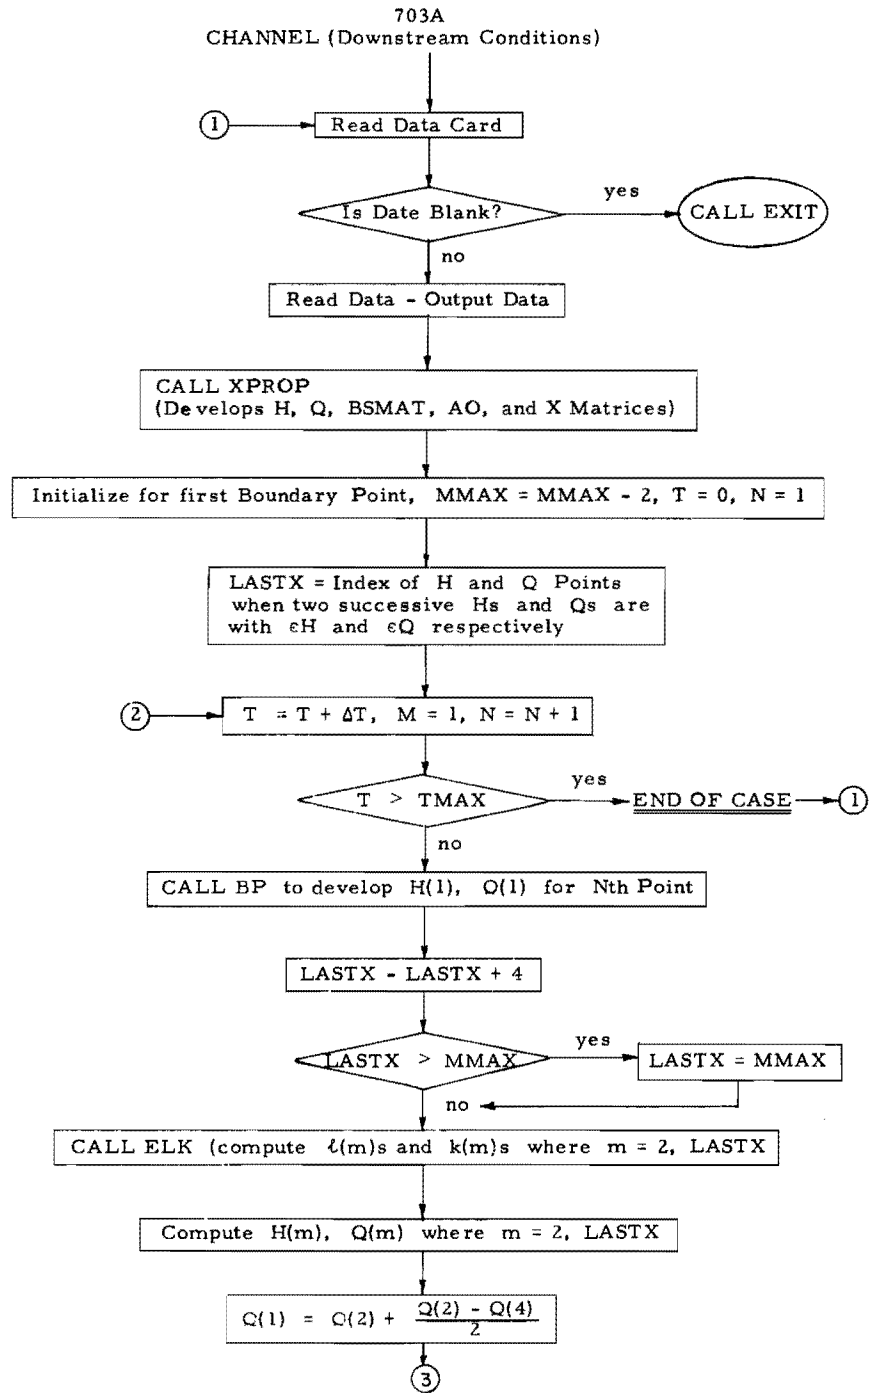 703A
CHANNEL (Downstream Conditions)
1
Read Data Card
Is Date Blank?
yes
CALL EXIT
no
Read Data - Output Data
CALL XPROP
(Develops H, Q, BSMAT, AO, and X Matrices)
Initialize for first Boundary Point, MMAX = MMAX - 2, T = 0, N = 1
LASTX = Index of H and Q Points
when two successive Hs and Qs are
with εH and εQ respectively
2
T = T + ΔT, M = 1, N = N + 1
T > TMAX
yes
END OF CASE
1
no
CALL BP to develop H(1), Q(1) for Nth Point
LASTX - LASTX + 4
LASTX > MMAX
yes
LASTX = MMAX
no
CALL ELK (compute ℓ(m)s and k(m)s where m = 2, LASTX
Compute H(m), Q(m) where m = 2, LASTX
Q(1) = Q(2) + Q(2) - Q(4)
2
3